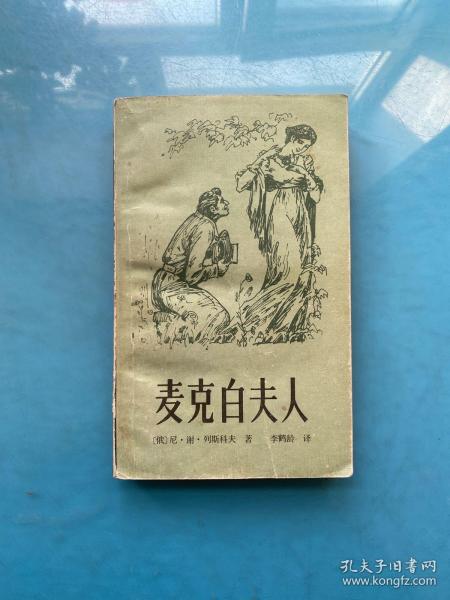 麦克白夫人
〔俄〕尼·谢·列斯科夫 著 李鹤龄 译
孔夫子旧书网
www.kongfz.com